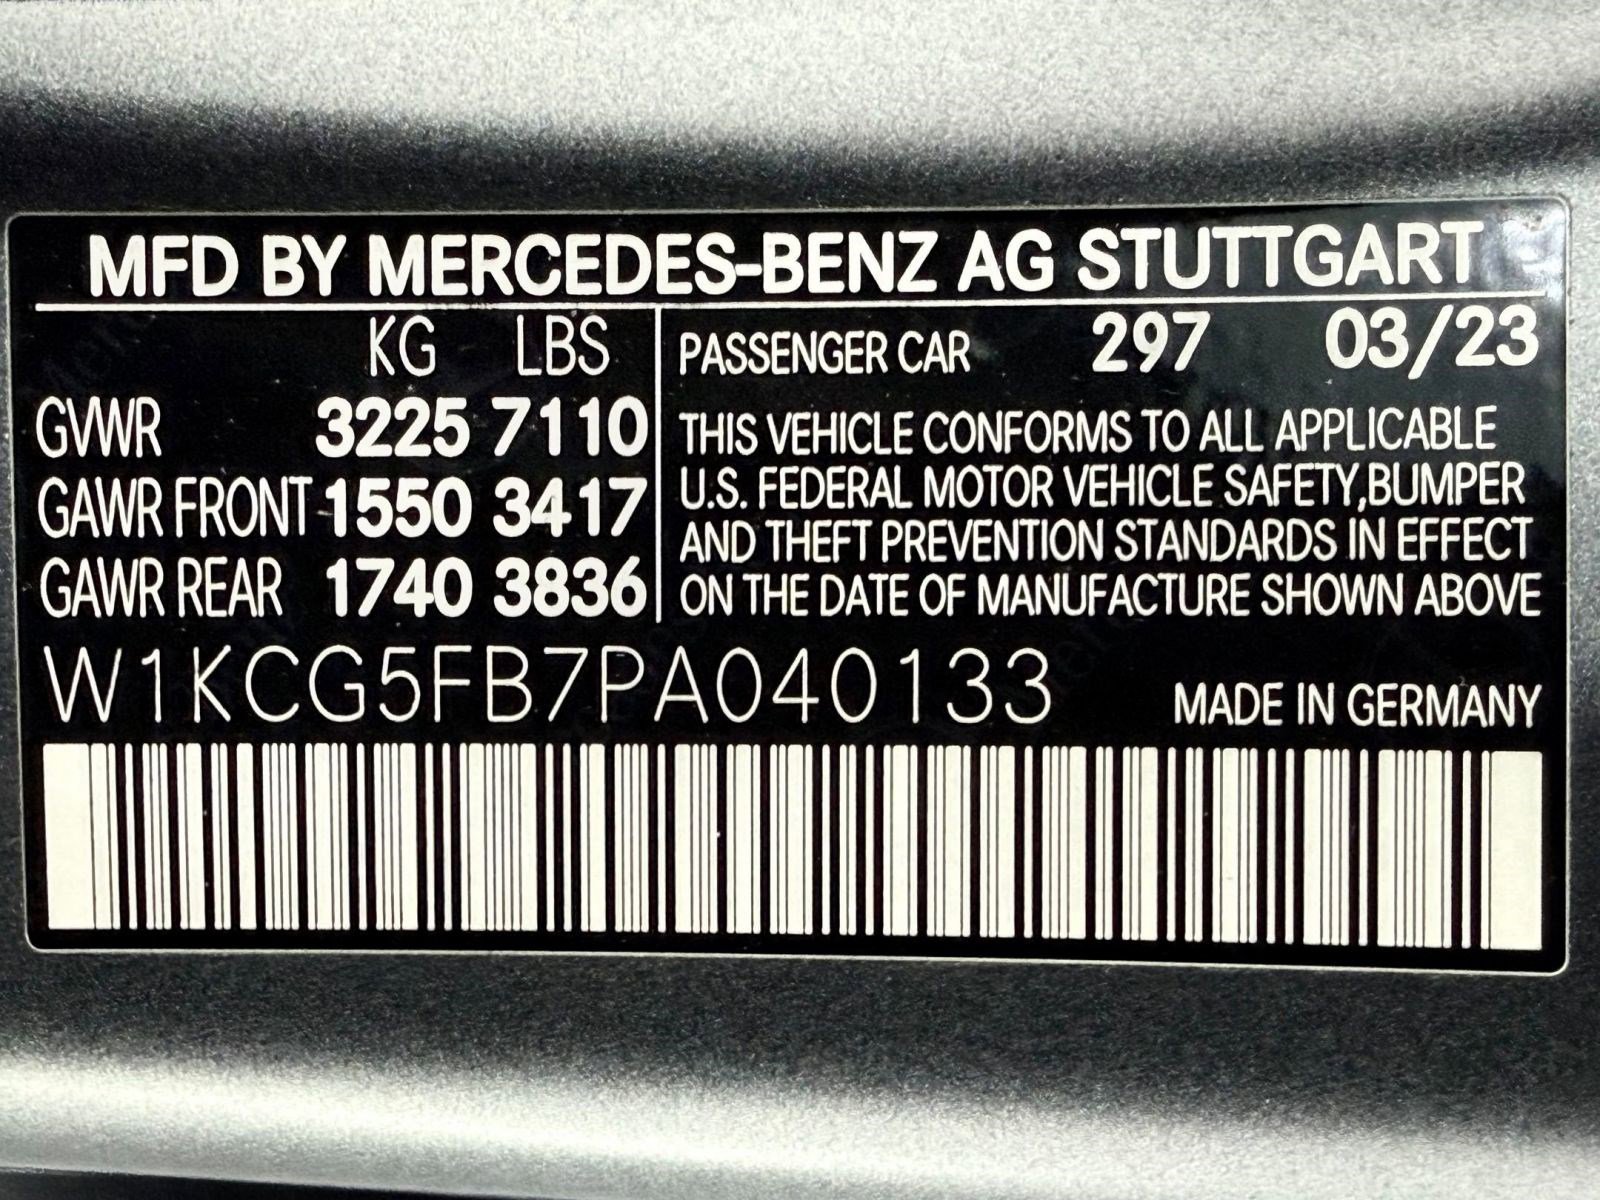 MFD BY MERCEDES-BENZ AG STUTTGART
KG LBS
GVWR 3225 7110
GAWR FRONT 1550 3417
GAWR REAR 1740 3836
PASSENGER CAR 297 03/23
THIS VEHICLE CONFORMS TO ALL APPLICABLE
U.S. FEDERAL MOTOR VEHICLE SAFETY,BUMPER
AND THEFT PREVENTION STANDARDS IN EFFECT
ON THE DATE OF MANUFACTURE SHOWN ABOVE
W1KCG5FB7PA040133
MADE IN GERMANY